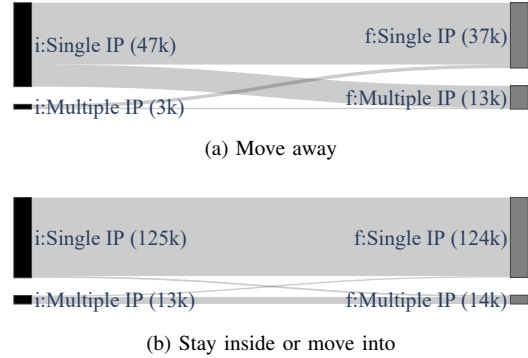 i:Single IP (47k) f:Single IP (37k)
i:Multiple IP (3k) f:Multiple IP (13k)
(a) Move away
i:Single IP (125k) f:Single IP (124k)
i:Multiple IP (13k) f:Multiple IP (14k)
(b) Stay inside or move into